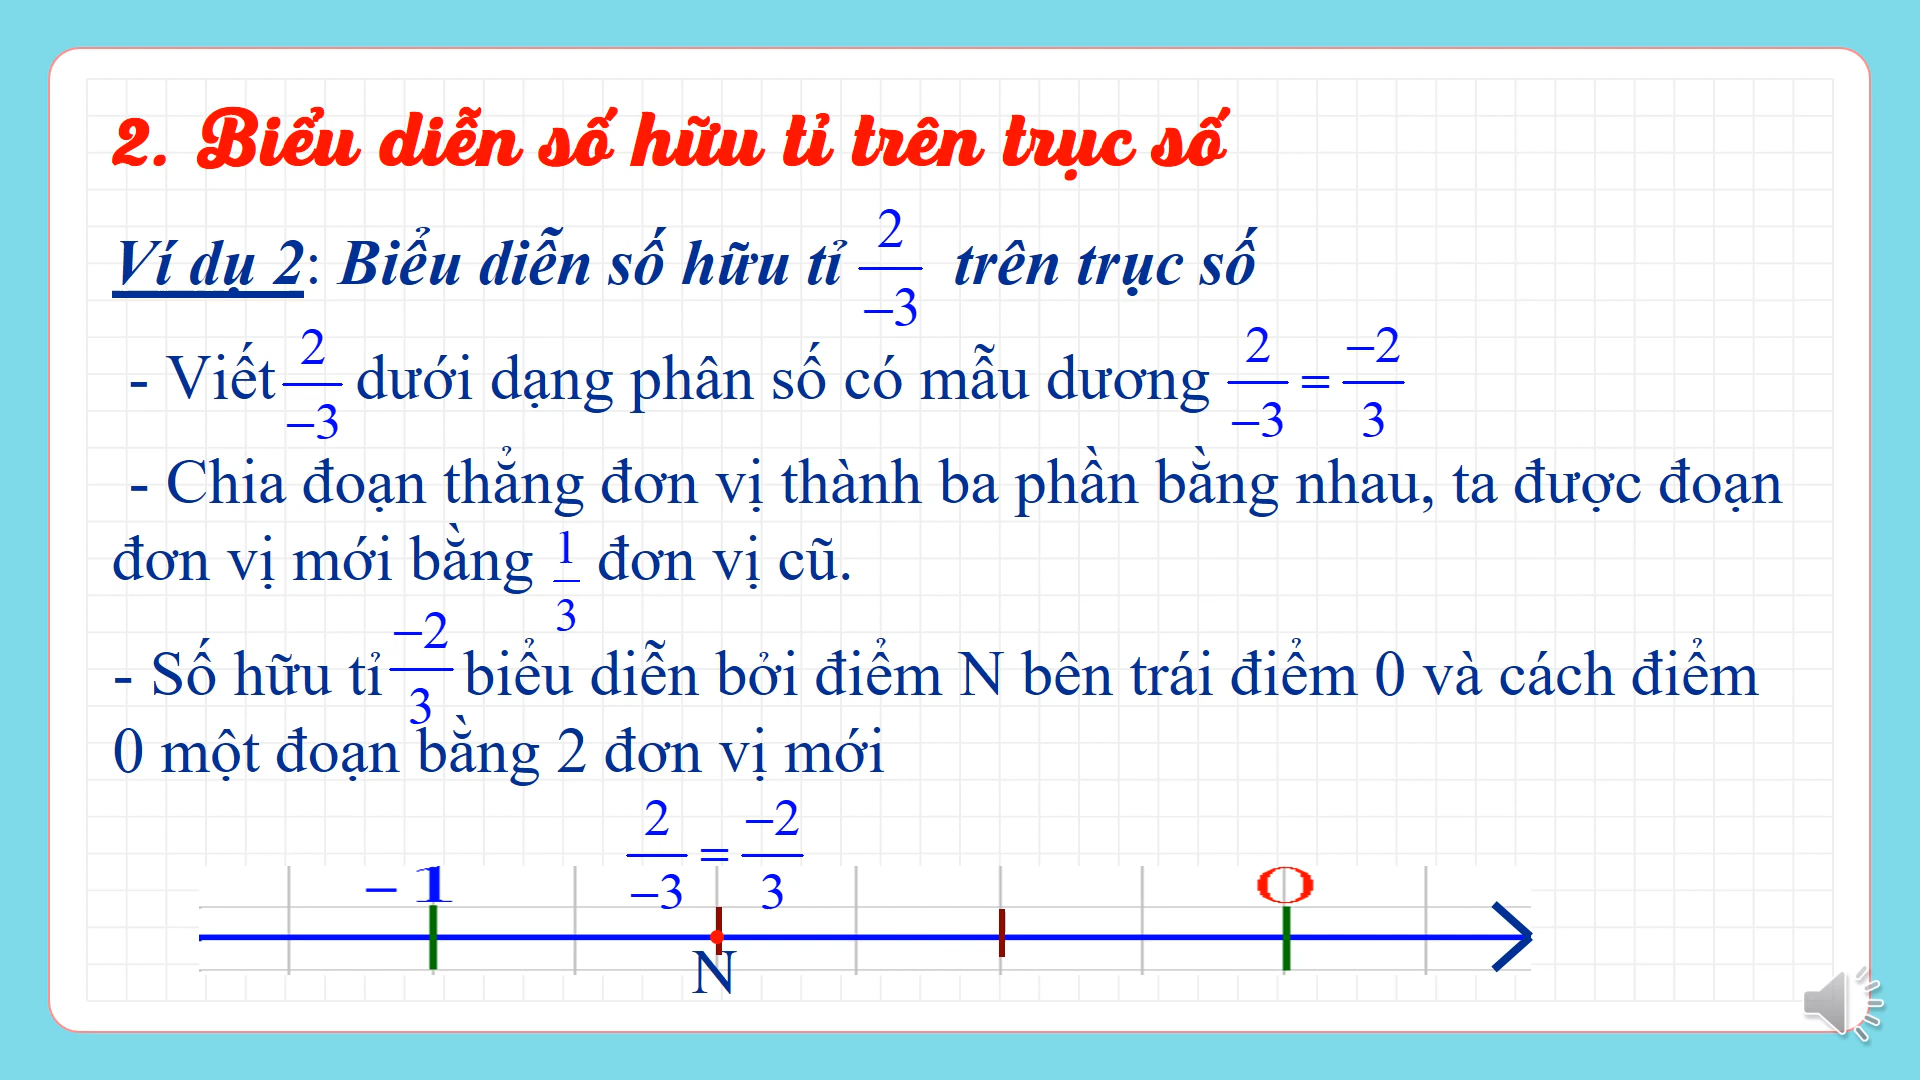 2. Biểu diễn số hữu tỉ trên trục số
Ví dụ 2: Biểu diễn số hữu tỉ 2/−3 trên trục số
- Viết 2/−3 dưới dạng phân số có mẫu dương 2/−3 = −2/3
- Chia đoạn thẳng đơn vị thành ba phần bằng nhau, ta được đoạn
đơn vị mới bằng 1/3 đơn vị cũ.
- Số hữu tỉ −2/3 biểu diễn bởi điểm N bên trái điểm 0 và cách điểm
0 một đoạn bằng 2 đơn vị mới
2/−3 = −2/3
−1
0
N